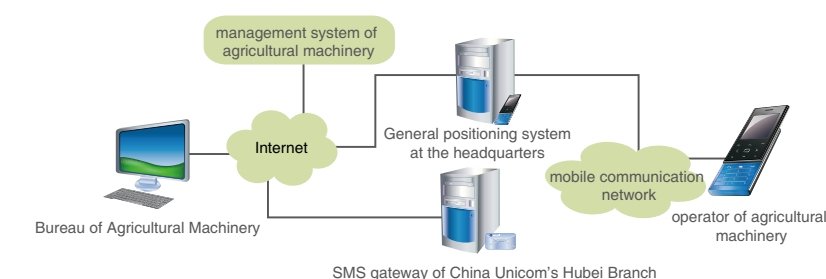 management system of
agricultural machinery
Internet
General positioning system
at the headquarters
mobile communication
network
operator of agricultural
machinery
Bureau of Agricultural Machinery
SMS gateway of China Unicom's Hubei Branch